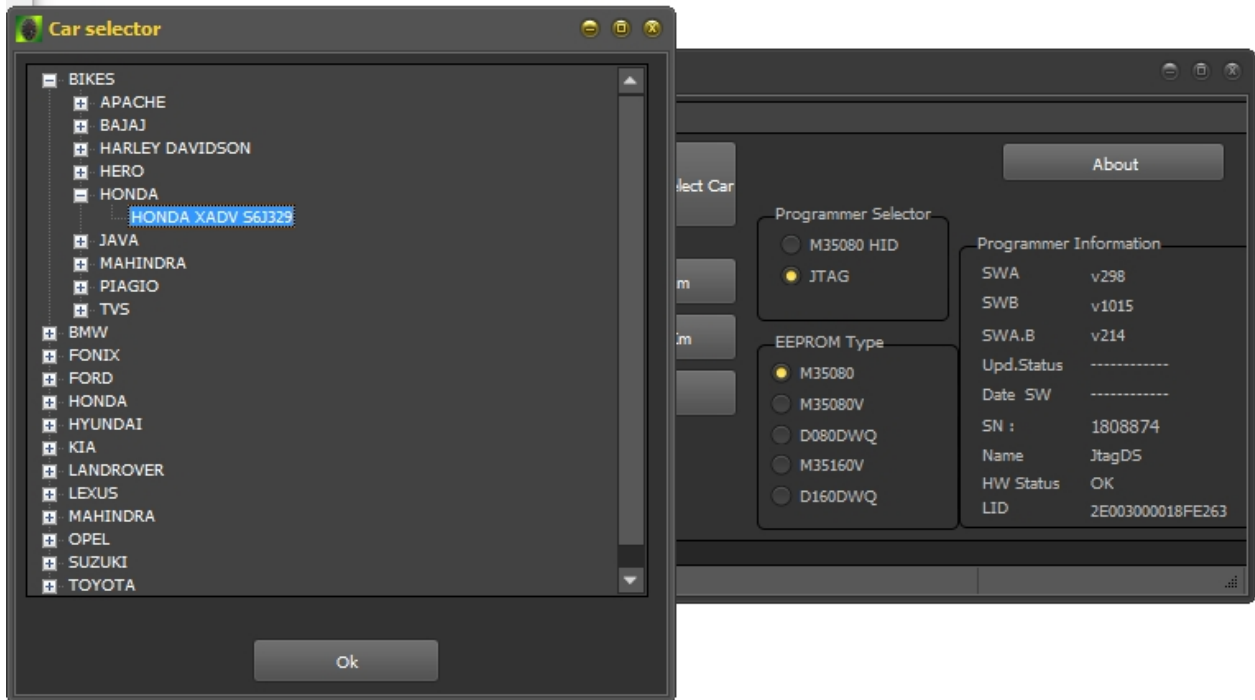 Car selector
BIKES
APACHE
BAJAJ
HARLEY DAVIDSON
HERO
HONDA
HONDA XADV S6J329
JAVA
MAHINDRA
PIAGIO
TVS
BMW
FONIX
FORD
HONDA
HYUNDAI
KIA
LANDROVER
LEXUS
MAHINDRA
OPEL
SUZUKI
TOYOTA
Ok
elect Car
m
Km
About
Programmer Selector
M35080 HID
JTAG
EEPROM Type
M35080
M35080V
D080DWQ
M35160V
D160DWQ
Programmer Information
SWA v298
SWB v1015
SWA.B v214
Upd.Status ------------
Date SW ------------
SN : 1808874
Name JtagDS
HW Status OK
LID 2E003000018FE263